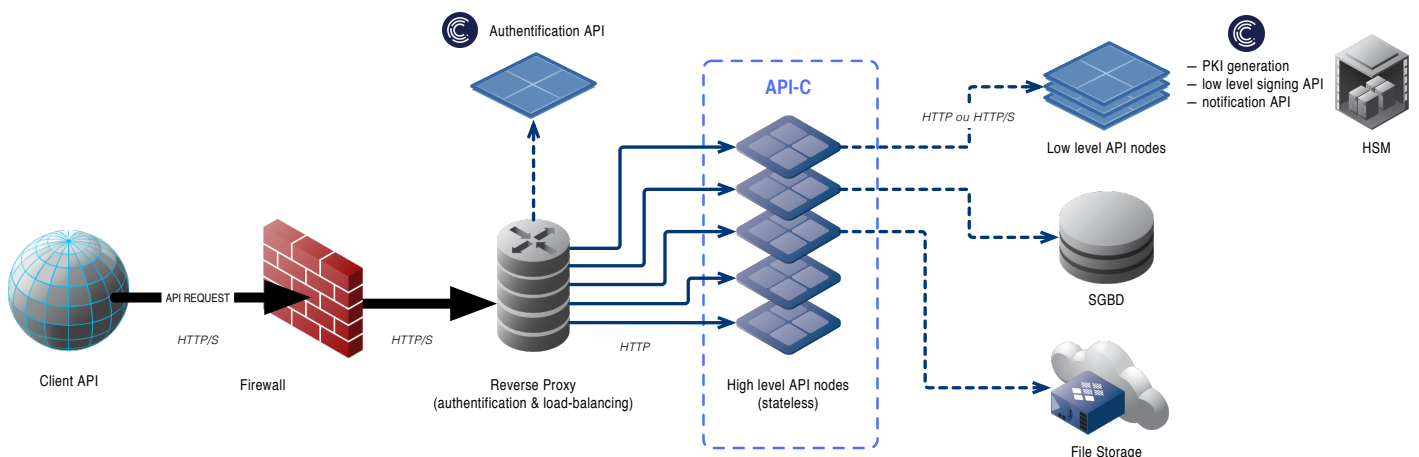 Authentification API
API-C
— PKI generation
— low level signing API
— notification API
HTTP ou HTTP/S
Low level API nodes
HSM
API REQUEST
SGBD
HTTP/S
HTTP/S
HTTP
Client API
Firewall
Reverse Proxy
(authentification & load-balancing)
High level API nodes
(stateless)
File Storage